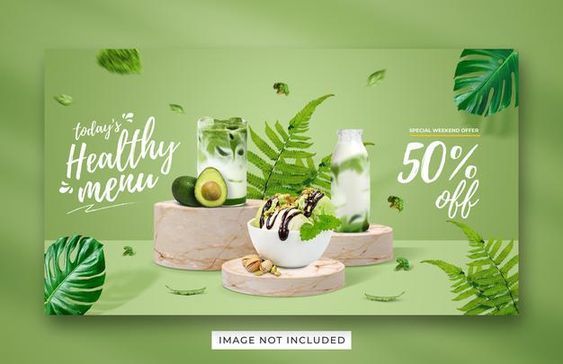 today's
Healthy
menu
SPECIAL WEEKEND OFFER
50%
off
IMAGE NOT INCLUDED